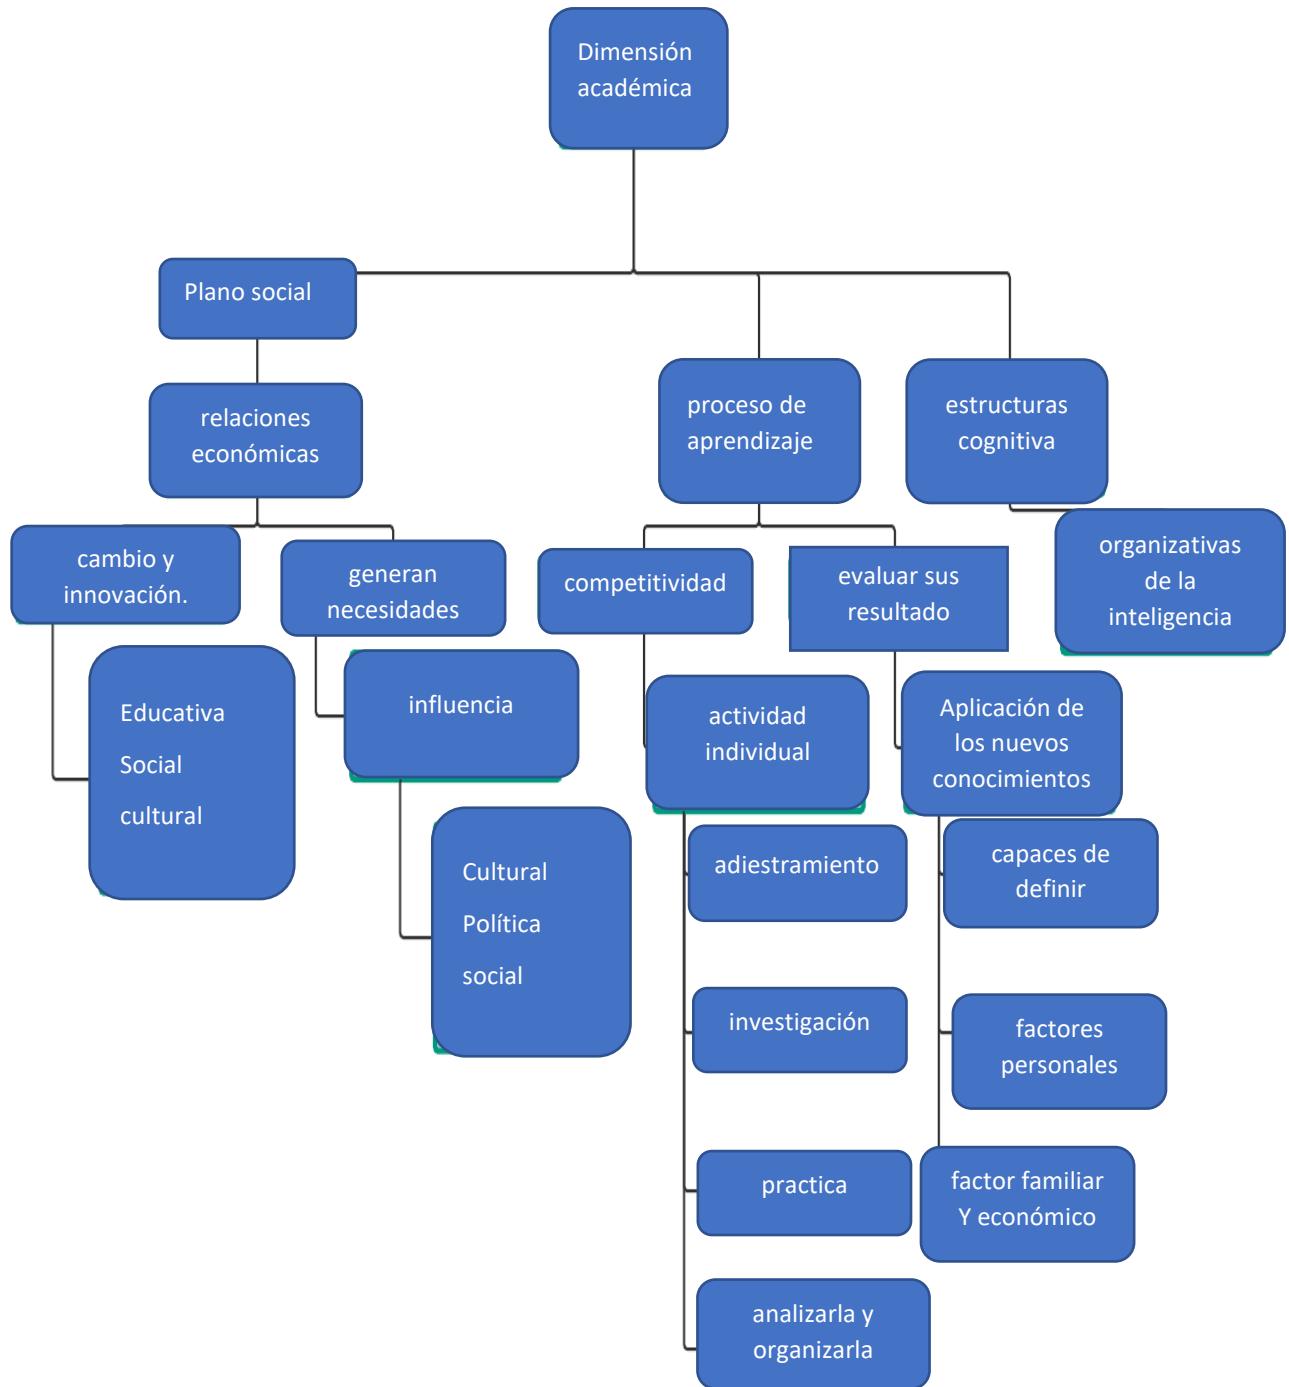 Dimensión
académica
Plano social
relaciones
económicas
proceso de
aprendizaje
estructuras
cognitiva
cambio y
innovación.
generan
necesidades
competitividad
evaluar sus
resultado
organizativas
de la
inteligencia
Educativa
Social
cultural
influencia
actividad
individual
Aplicación de
los nuevos
conocimientos
Cultural
Política
social
adiestramiento
capaces de
definir
investigación
factores
personales
practica
factor familiar
Y económico
analizarla y
organizarla